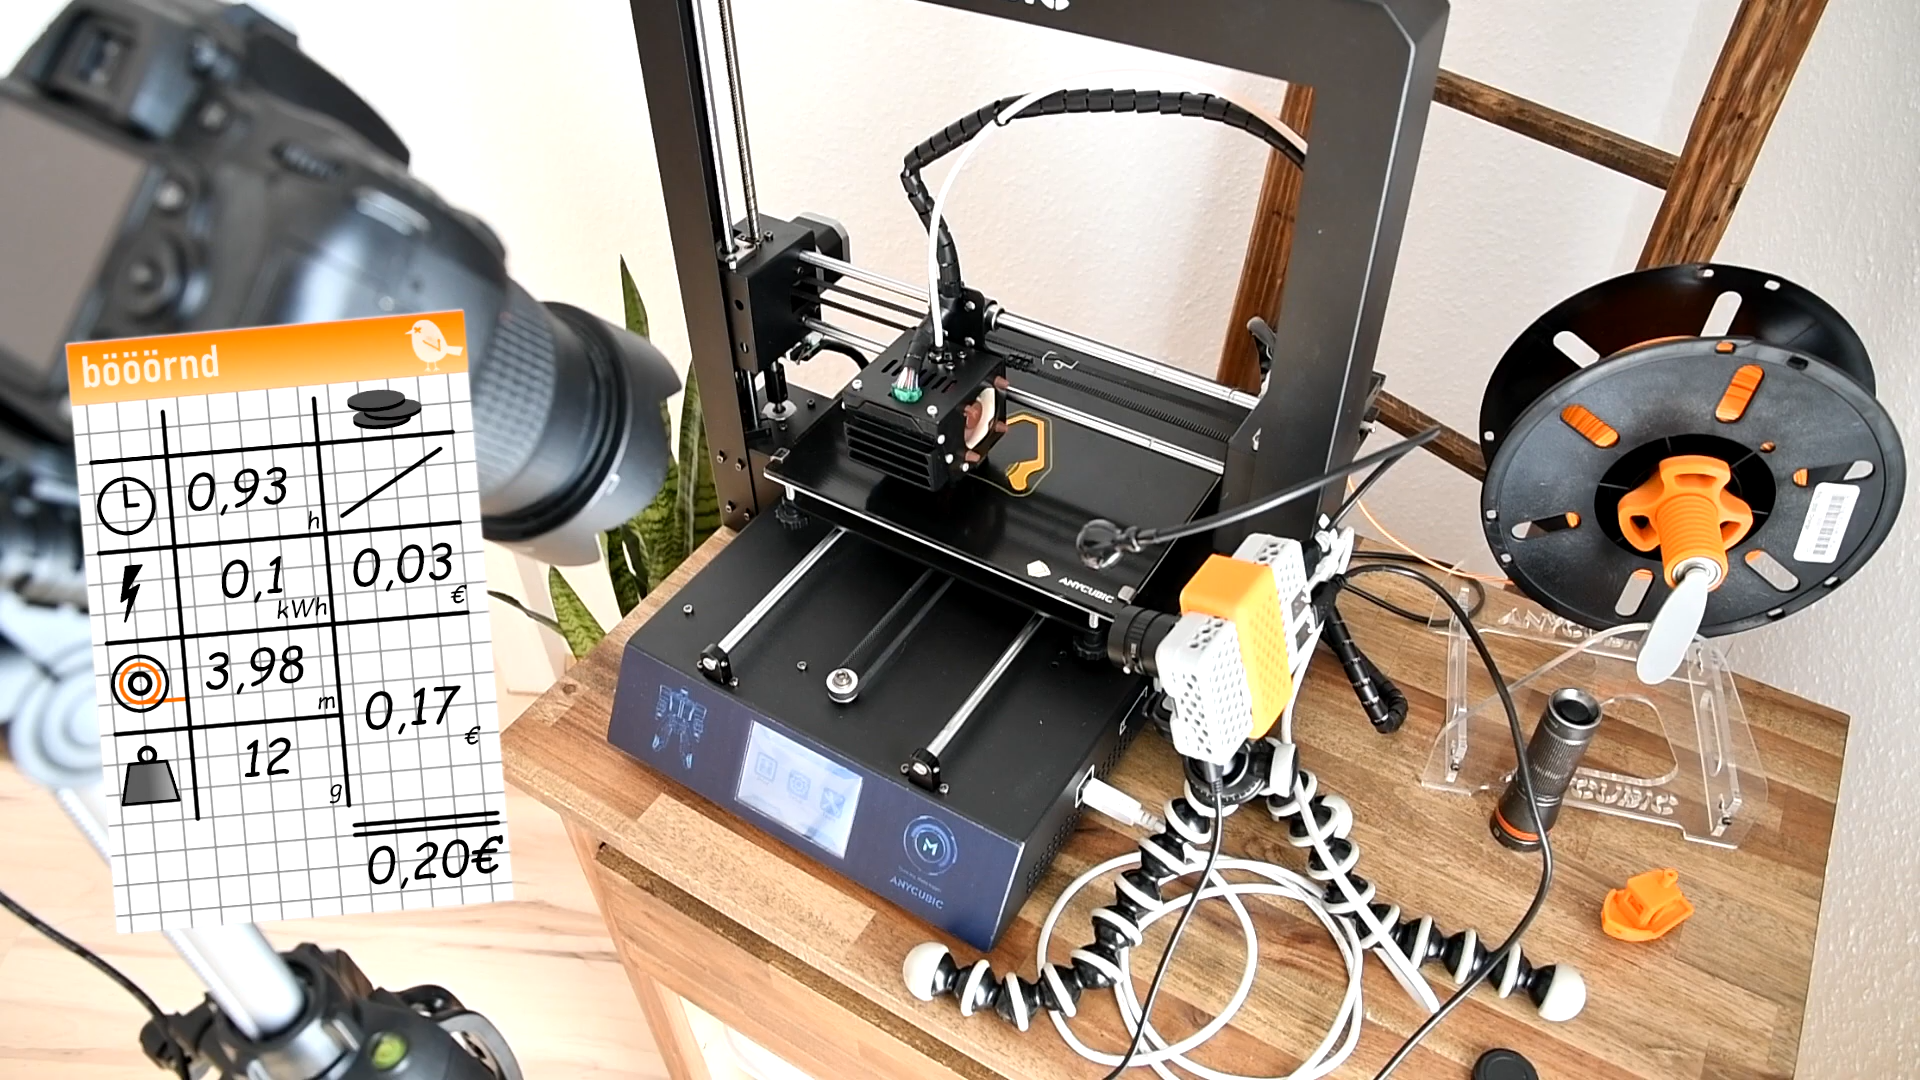 bööörnd
0,93
h
0,1
kWh
0,03
€
3,98
m
0,17
€
12
g
0,20€
ANYCUBIC
M
ANYCUBIC